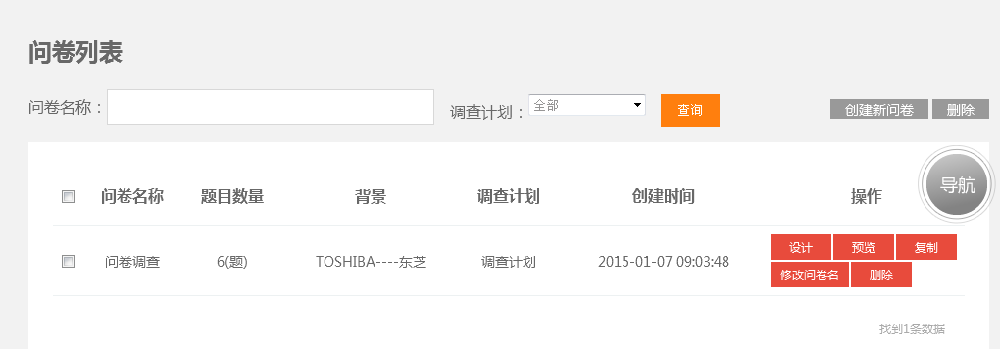 问卷列表
问卷名称： 调查计划： 全部 查询 创建新问卷 删除
导航
问卷名称 题目数量 背景 调查计划 创建时间 操作
问卷调查 6(题) TOSHIBA----东芝 调查计划 2015-01-07 09:03:48 设计 预览 复制
修改问卷名 删除
找到1条数据